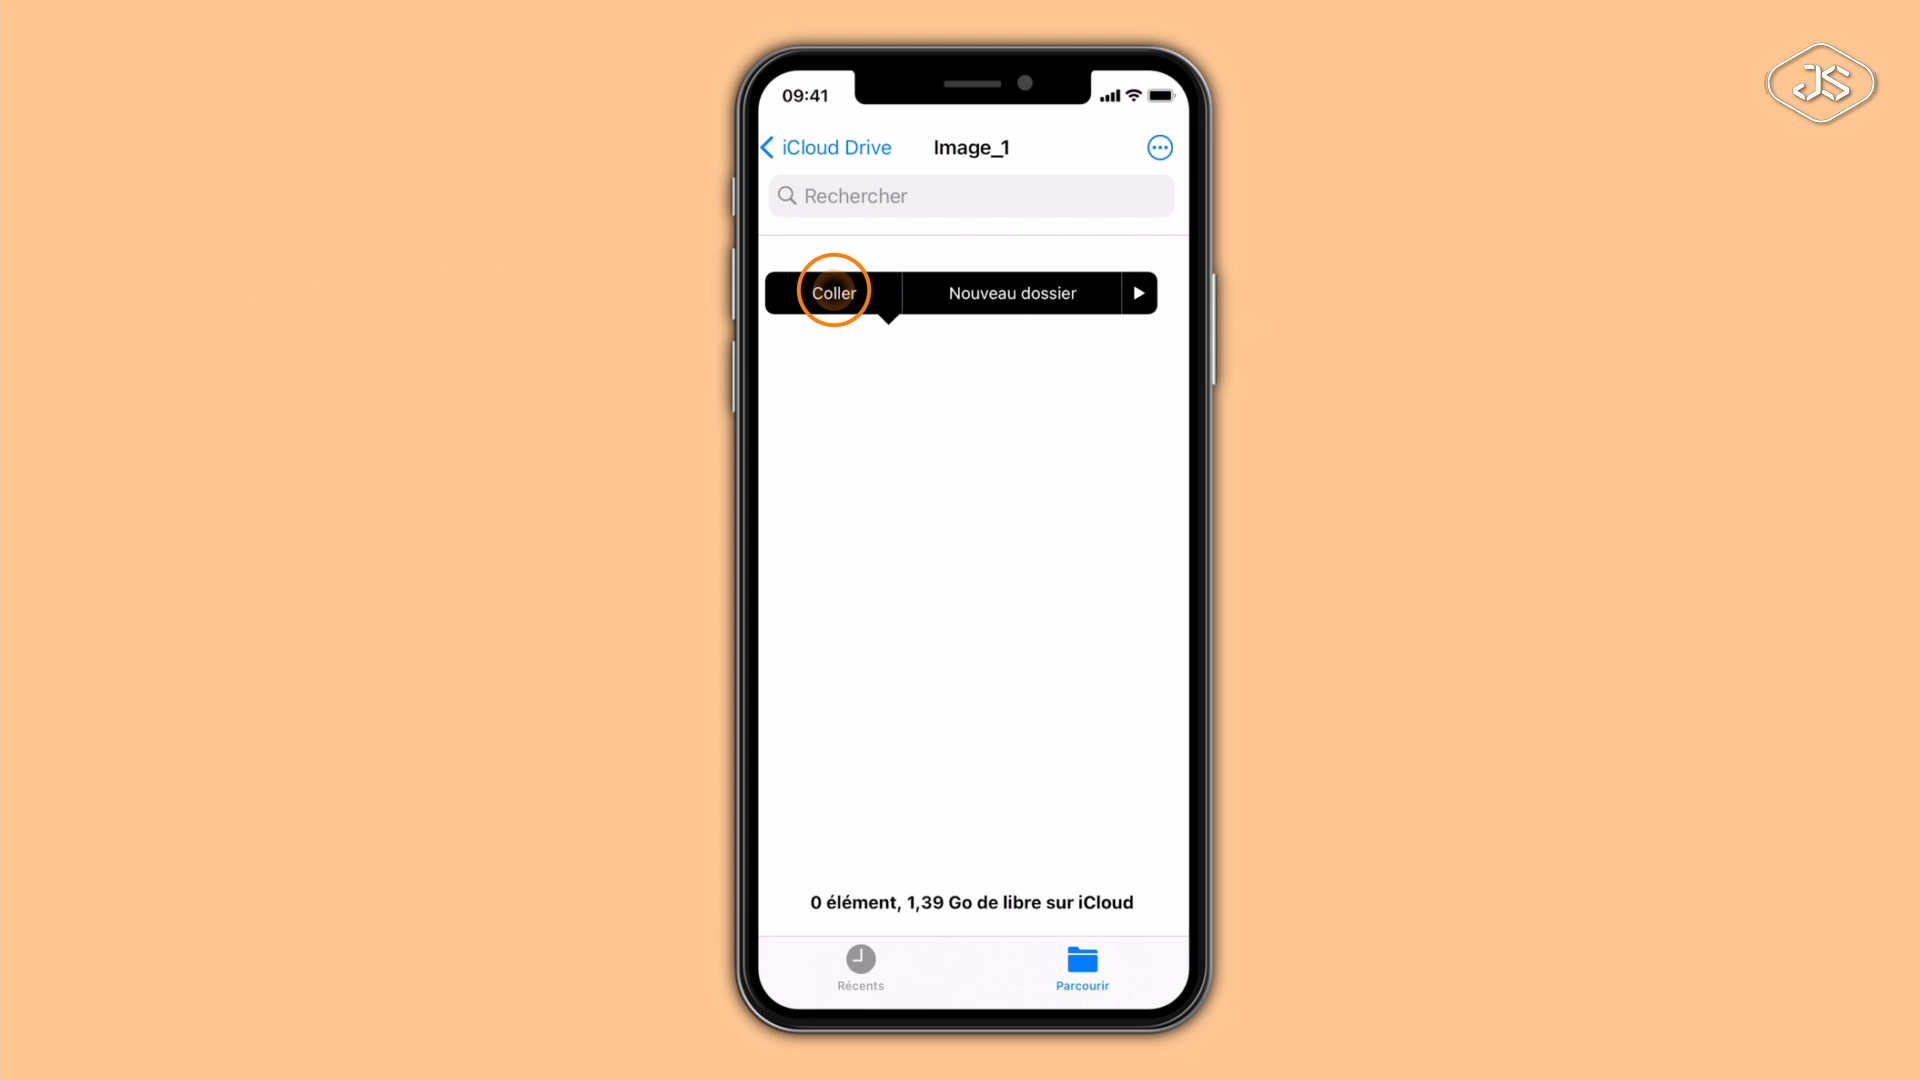 JS
09:41
iCloud Drive
Image_1
Rechercher
Coller
Nouveau dossier
0 élément, 1,39 Go de libre sur iCloud
Récents
Parcourir